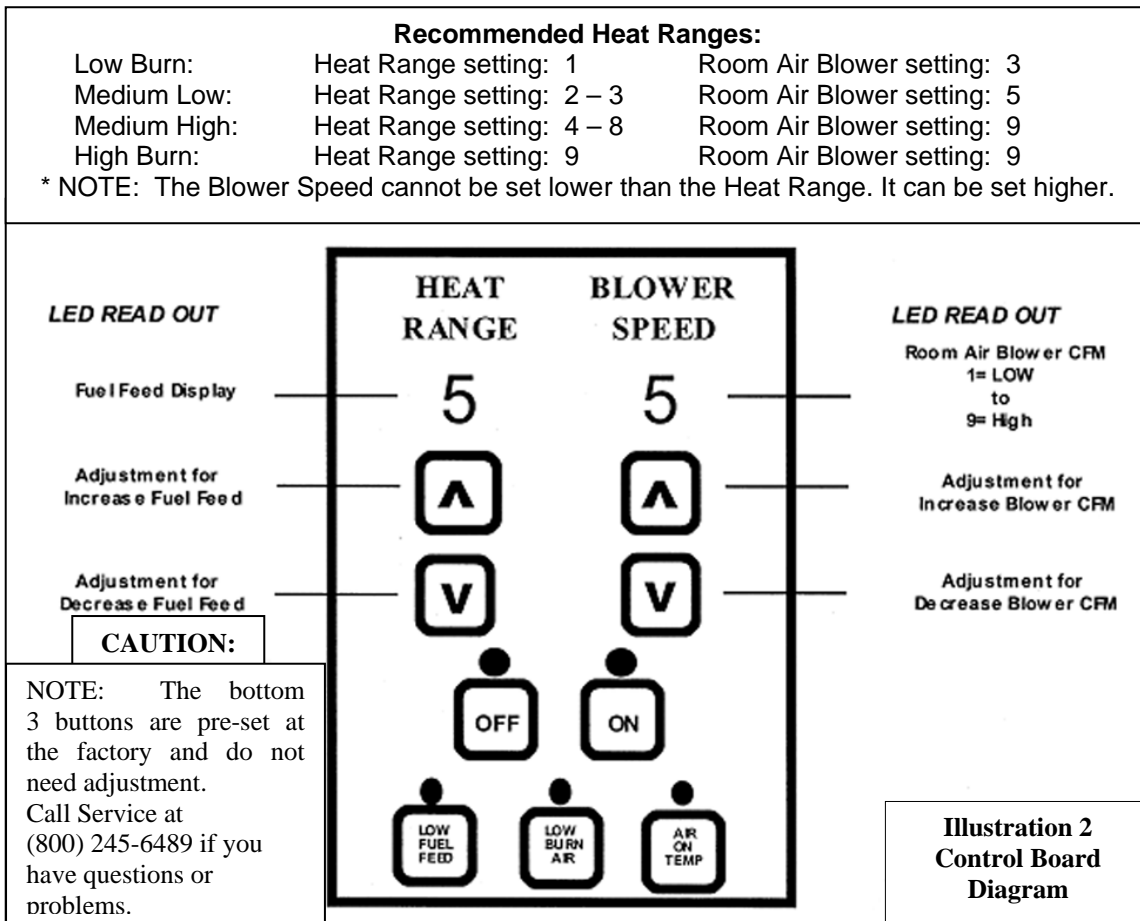 Recommended Heat Ranges:
Low Burn: Heat Range setting: 1 Room Air Blower setting: 3
Medium Low: Heat Range setting: 2 – 3 Room Air Blower setting: 5
Medium High: Heat Range setting: 4 – 8 Room Air Blower setting: 9
High Burn: Heat Range setting: 9 Room Air Blower setting: 9
* NOTE: The Blower Speed cannot be set lower than the Heat Range. It can be set higher.
LED READ OUT
Fuel Feed Display
Adjustment for
Increase Fuel Feed
Adjustment for
Decrease Fuel Feed
HEAT
RANGE
5
BLOWER
SPEED
5
OFF
ON
LOW
FUEL
FEED
LOW
BURN
AIR
AIR
ON
TEMP
LED READ OUT
Room Air Blower CFM
1= LOW
to
9= High
Adjustment for
Increase Blower CFM
Adjustment for
Decrease Blower CFM
CAUTION:
NOTE: The bottom
3 buttons are pre-set at
the factory and do not
need adjustment.
Call Service at
(800) 245-6489 if you
have questions or
problems.
Illustration 2
Control Board
Diagram